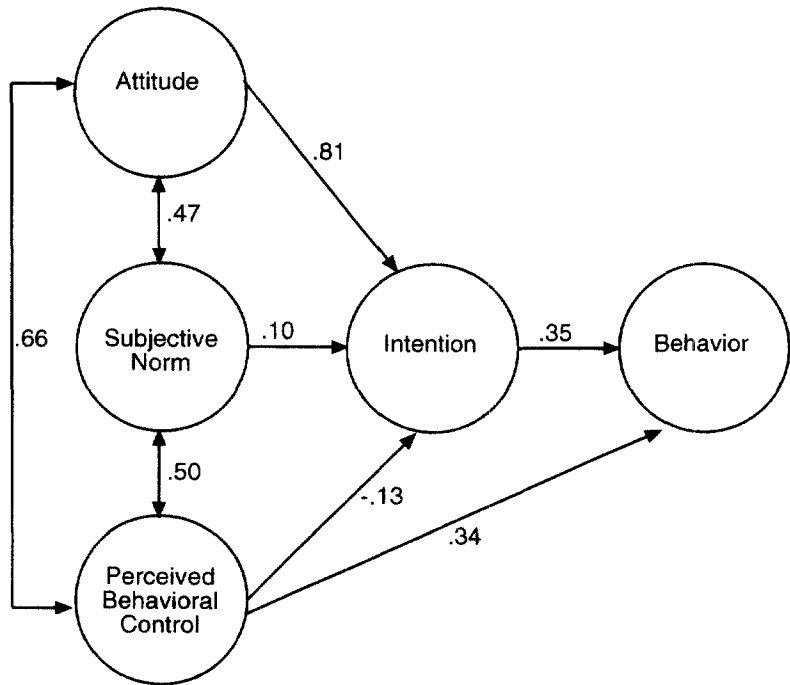 Attitude
.81
.47
Subjective
Norm
.10
Intention
.35
Behavior
.66
.50
-.13
.34
Perceived
Behavioral
Control